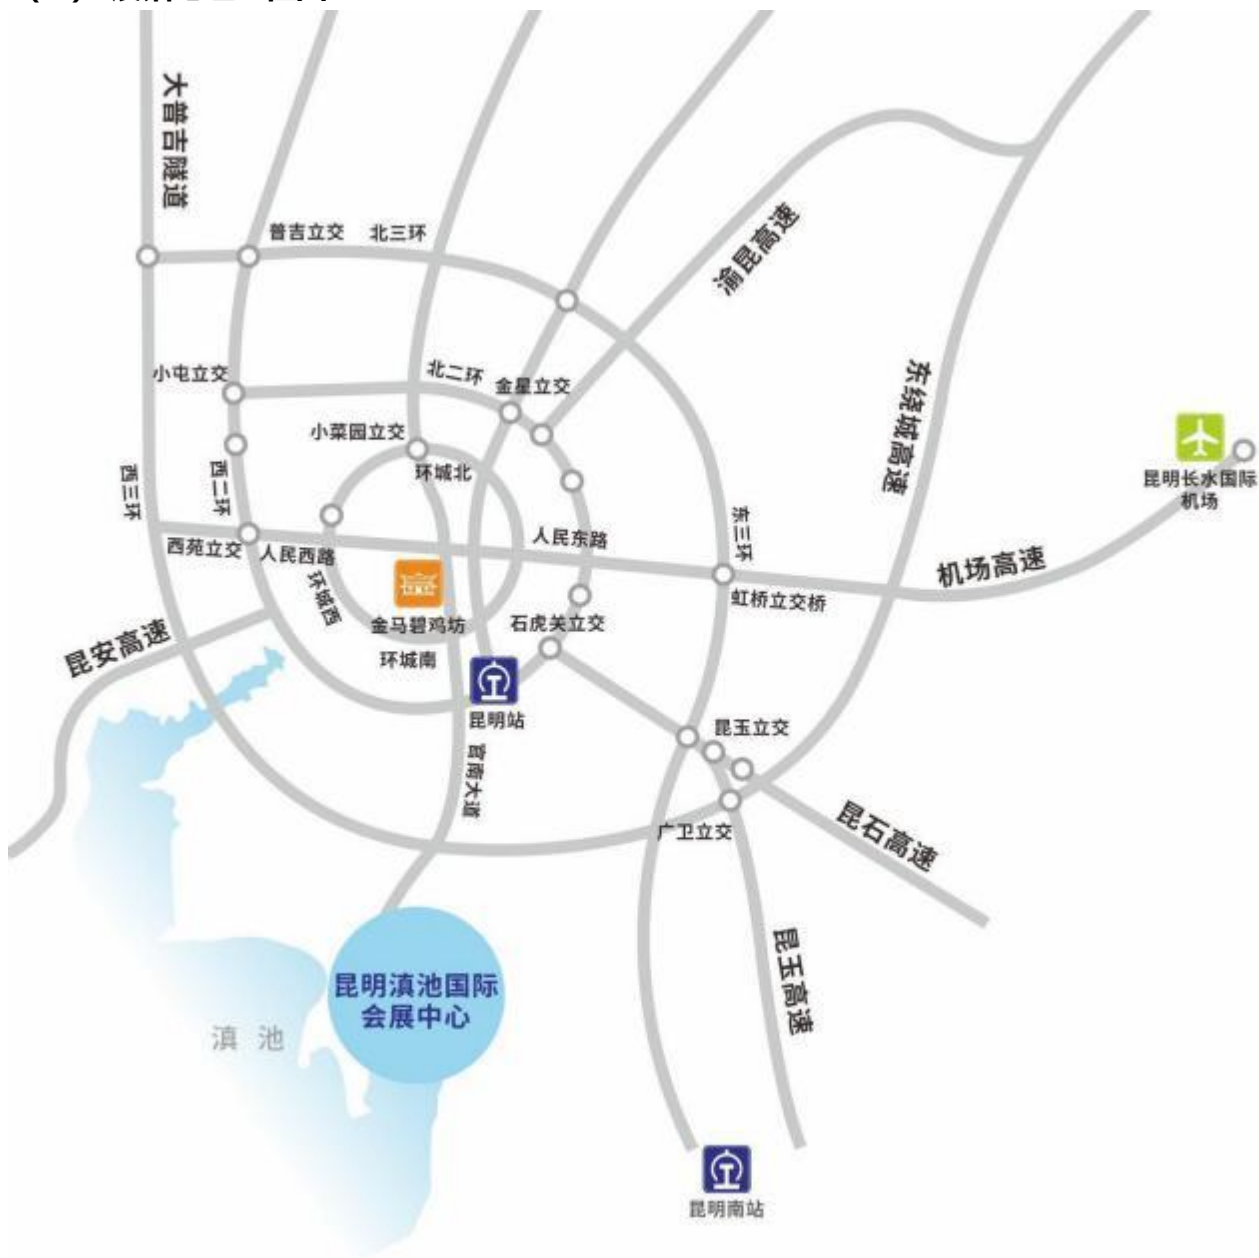 大普吉隧道
普吉立交
北三环
渝昆高速
小屯立交
北二环
金星立交
东绕城高速
小菜园立交
环城北
昆明长水国际
机场
西三环
西二环
东三环
人民东路
西苑立交
人民西路
机场高速
环城西
虹桥立交桥
金马碧鸡坊
石虎关立交
昆安高速
环城南
昆明站
昆玉立交
官南大道
广卫立交
昆石高速
昆玉高速
昆明滇池国际
会展中心
滇池
昆明南站